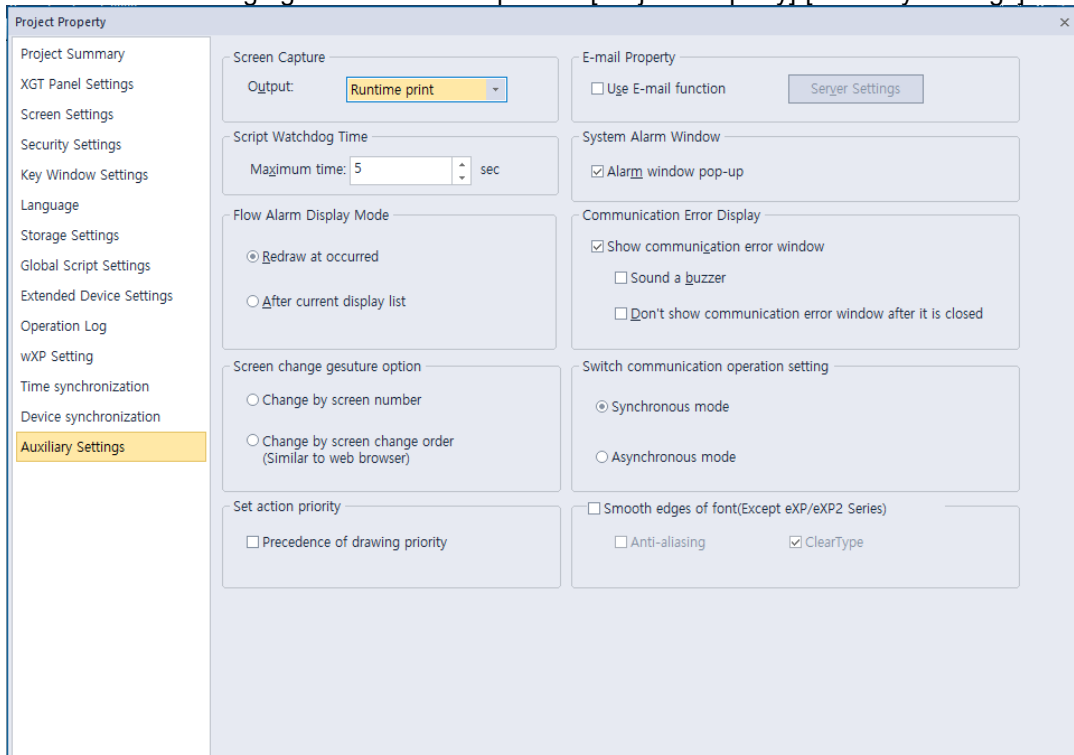 Project Property
Project Summary
XGT Panel Settings
Screen Settings
Security Settings
Key Window Settings
Language
Storage Settings
Global Script Settings
Extended Device Settings
Operation Log
wXP Setting
Time synchronization
Device synchronization
Auxiliary Settings
Screen Capture
Output: Runtime print
Script Watchdog Time
Maximum time: 5 sec
Flow Alarm Display Mode
Redraw at occurred
After current display list
Screen change gesuture option
Change by screen number
Change by screen change order
(Similar to web browser)
Set action priority
Precedence of drawing priority
E-mail Property
Use E-mail function Server Settings
System Alarm Window
Alarm window pop-up
Communication Error Display
Show communication error window
Sound a buzzer
Don't show communication error window after it is closed
Switch communication operation setting
Synchronous mode
Asynchronous mode
Smooth edges of font(Except eXP/eXP2 Series)
Anti-aliasing ClearType